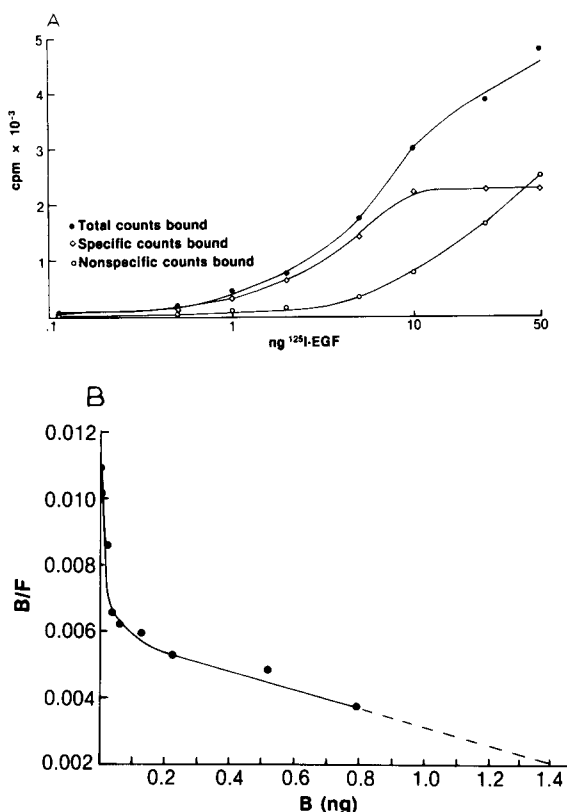 A
5
4
cpm × 10⁻³
3
2
1
• Total counts bound
◇ Specific counts bound
○ Nonspecific counts bound
.1
1
10
50
ng ¹²⁵I-EGF
B
0.012
0.010
0.008
B/F
0.006
0.004
0.002
0.2
0.4
0.6
0.8
1.0
1.2
1.4
B (ng)